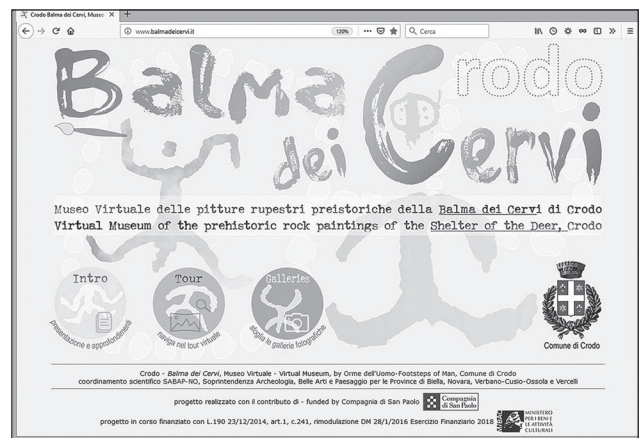 Crodo Balma dei Cervi, Museo
www.balmadeicervi.it
120%
Cerca
Balma
Crodo
dei Cervi
Museo Virtuale delle pitture rupestri preistoriche della Balma dei Cervi di Crodo
Virtual Museum of the prehistoric rock paintings of the Shelter of the Deer, Crodo
Intro
presentazione e approfondimenti
Tour
naviga nel tour virtuale
Galleries
sfoglia le gallerie fotografiche
Comune di Crodo
Crodo - Balma dei Cervi, Museo Virtuale - Virtual Museum, by Orme dell'Uomo-Footsteps of Man, Comune di Crodo
coordinamento scientifico SABAP-NO, Soprintendenza Archeologia, Belle Arti e Paesaggio per le Province di Biella, Novara, Verbano-Cusio-Ossola e Vercelli
progetto realizzato con il contributo di - funded by Compagnia di San Paolo
Compagnia
di San Paolo
progetto in corso finanziato con L.190 23/12/2014, art.1, c.241, rimodulazione DM 28/1/2016 Esercizio Finanziario 2018
MIBAC
MINISTERO
PER I BENI E
LE ATTIVITÀ
CULTURALI